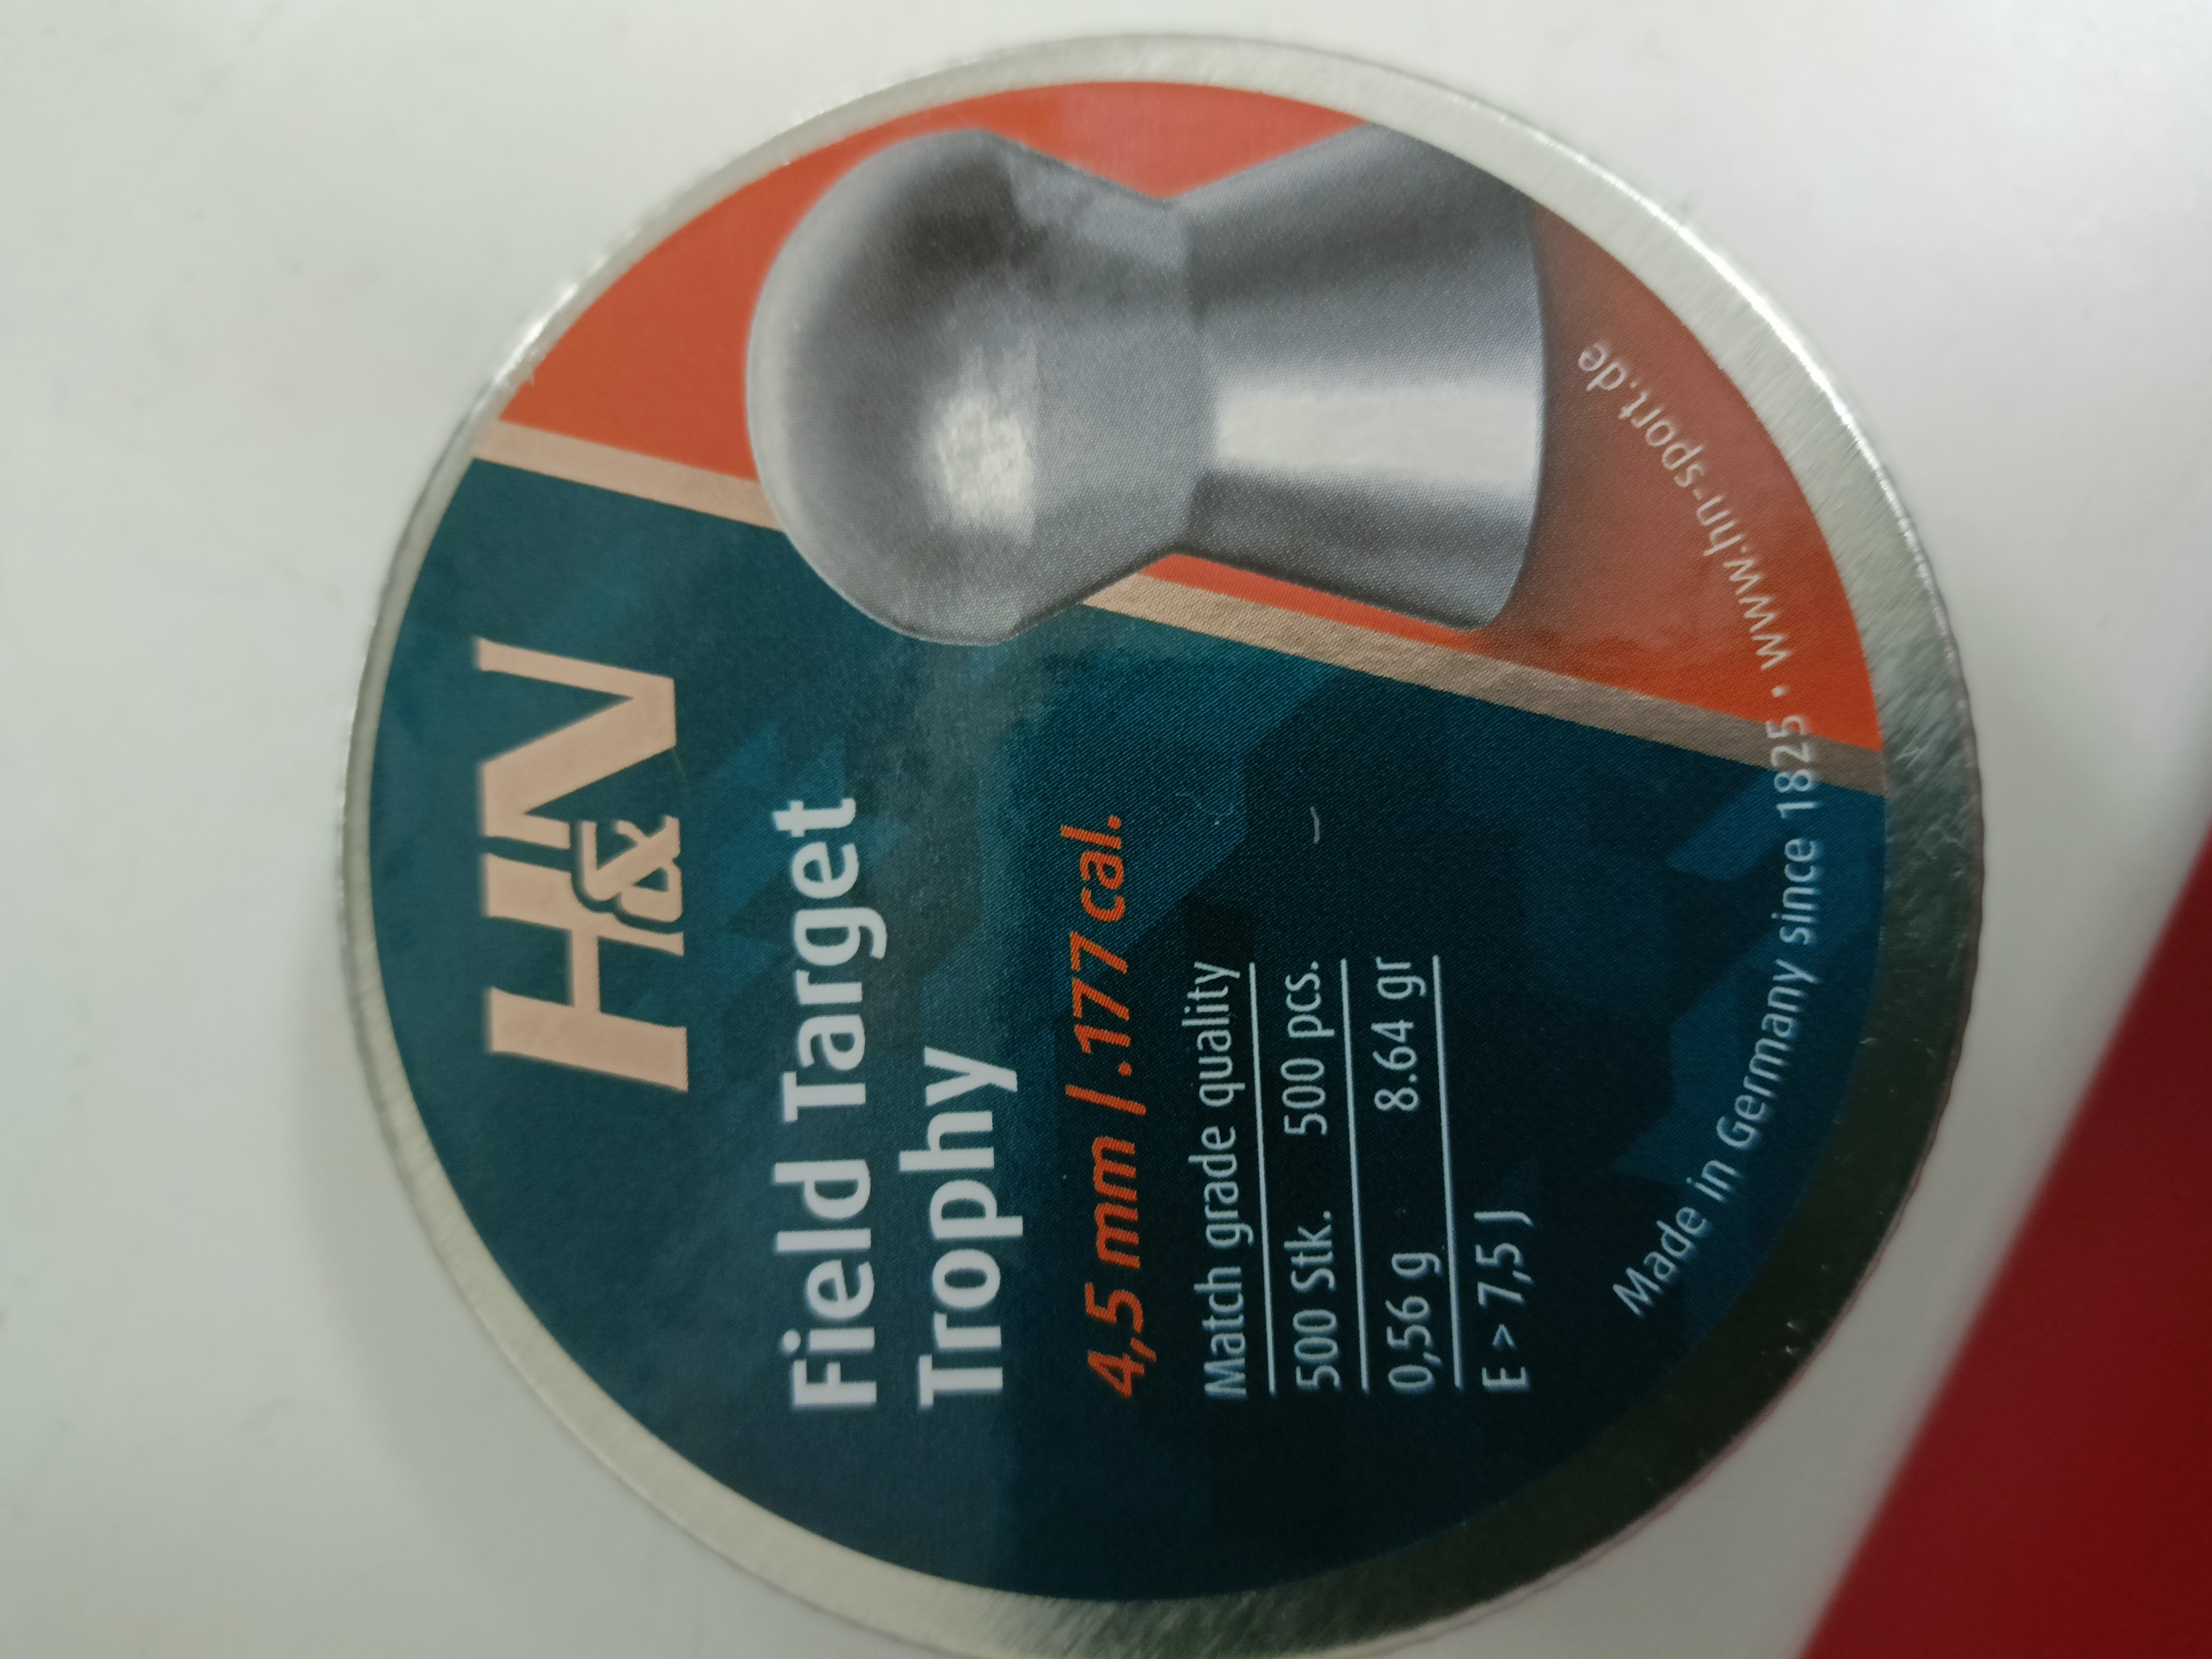 H&N
Field Target
Trophy
4,5 mm / .177 cal.
Match grade quality
500 Stk. 500 pcs.
0,56 g 8.64 gr
E > 7,5 J
Made in Germany since 1825 • www.hn-sport.de